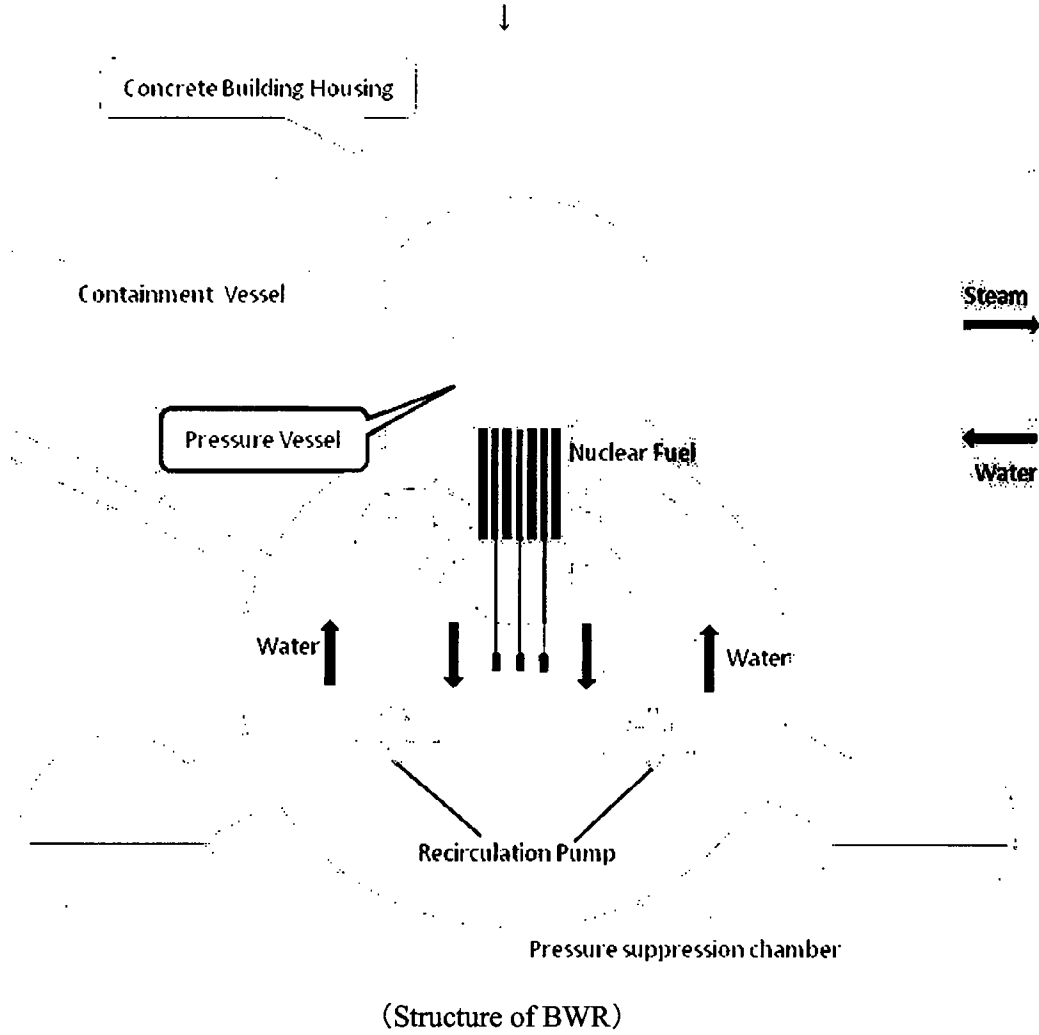 ↓
Concrete Building Housing
Containment Vessel
Steam
Pressure Vessel
Nuclear Fuel
Water
Water
Water
Recirculation Pump
Pressure suppression chamber
(Structure of BWR)